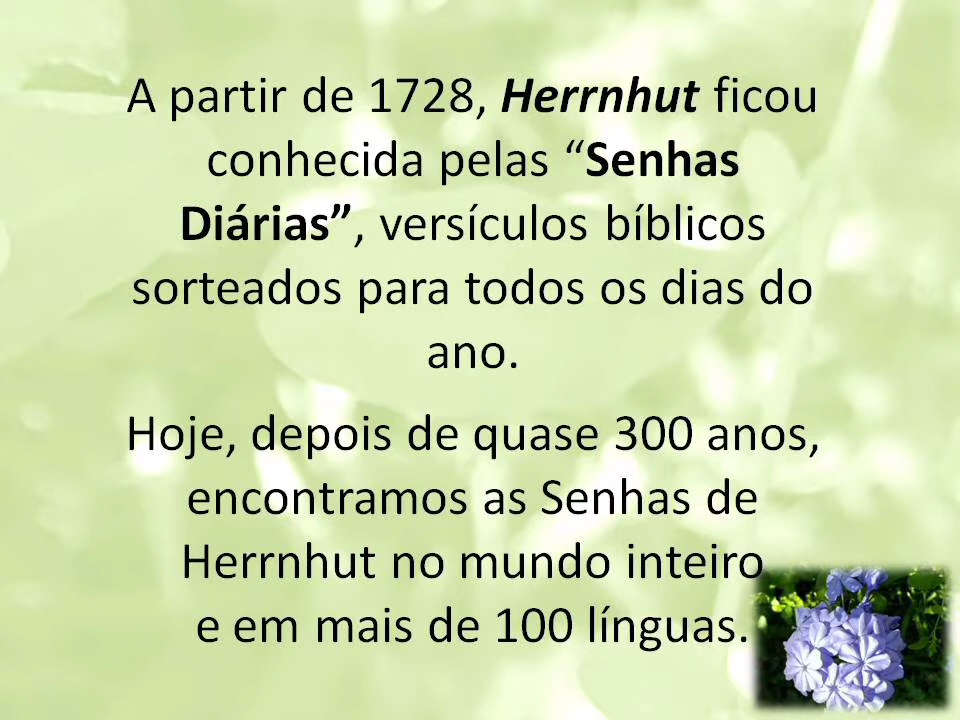 A partir de 1728, Herrnhut ficou
conhecida pelas “Senhas
Diárias”, versículos bíblicos
sorteados para todos os dias do
ano.
Hoje, depois de quase 300 anos,
encontramos as Senhas de
Herrnhut no mundo inteiro
e em mais de 100 línguas.